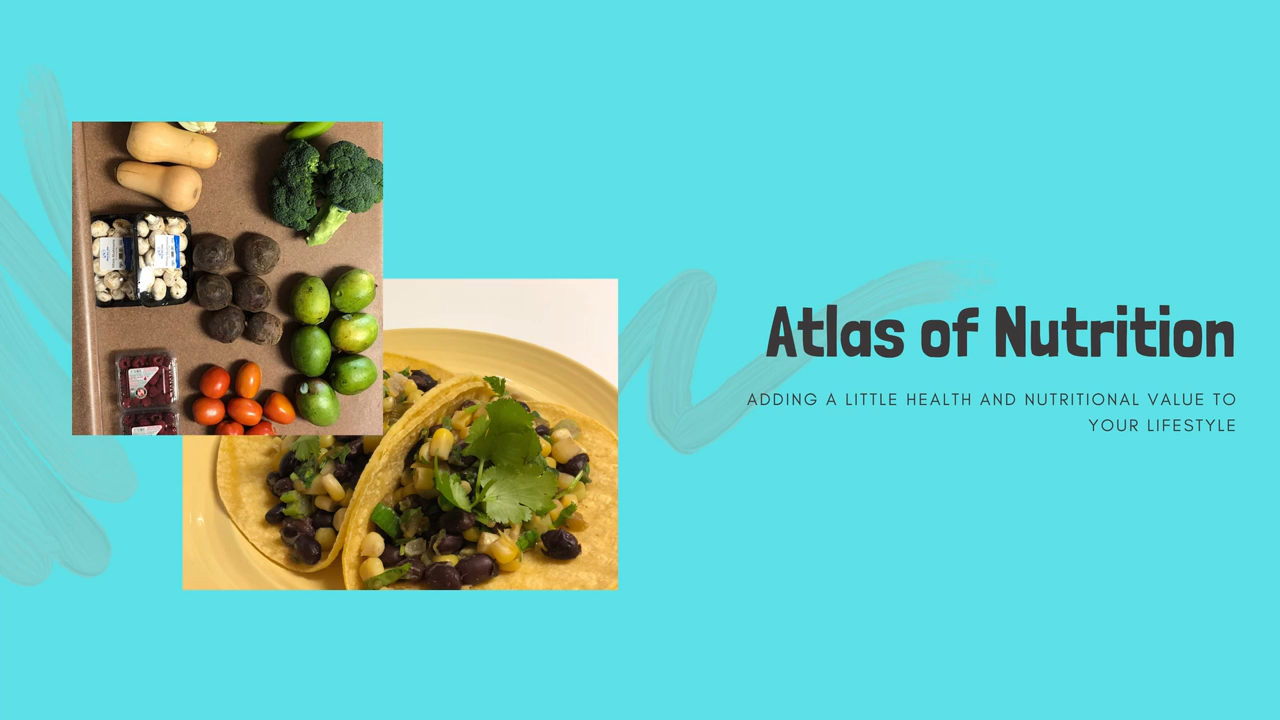 Atlas of Nutrition
ADDING A LITTLE HEALTH AND NUTRITIONAL VALUE TO
YOUR LIFESTYLE